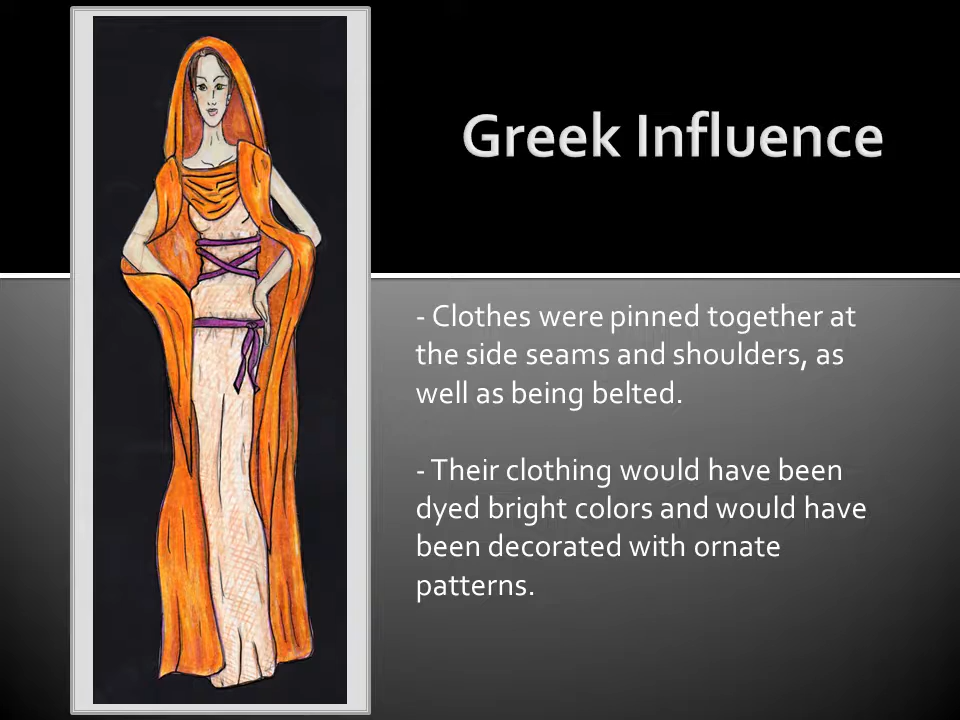 Greek Influence
- Clothes were pinned together at
the side seams and shoulders, as
well as being belted.
- Their clothing would have been
dyed bright colors and would have
been decorated with ornate
patterns.